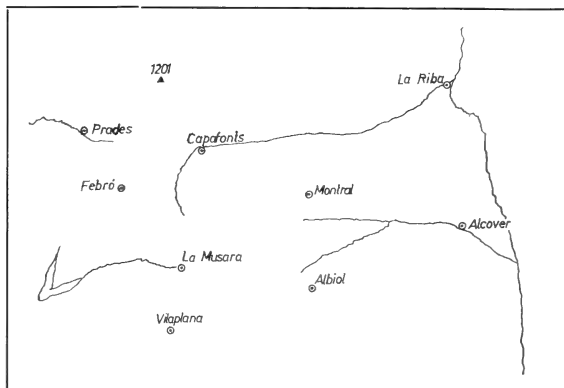 1201
La Riba
Prades
Capafonts
Febró
Montral
Alcover
La Musara
Albiol
Vilaplana